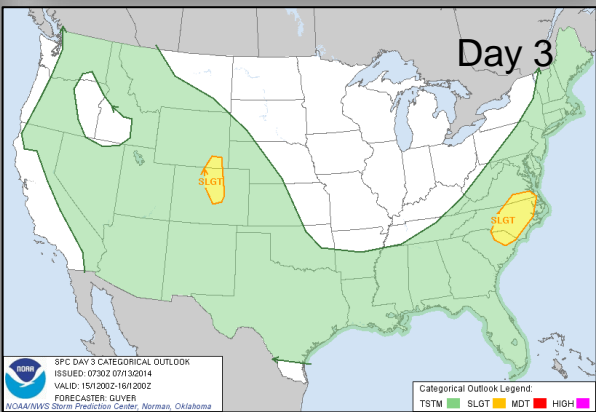 Day 3
SLGT
SLGT
NOAA
SPC DAY 3 CATEGORICAL OUTLOOK
ISSUED: 0730Z 07/13/2014
VALID: 15/1200Z-16/1200Z
FORECASTER: GUYER
NOAA/NWS Storm Prediction Center, Norman, Oklahoma
Categorical Outlook Legend:
TSTM SLGT MDT HIGH